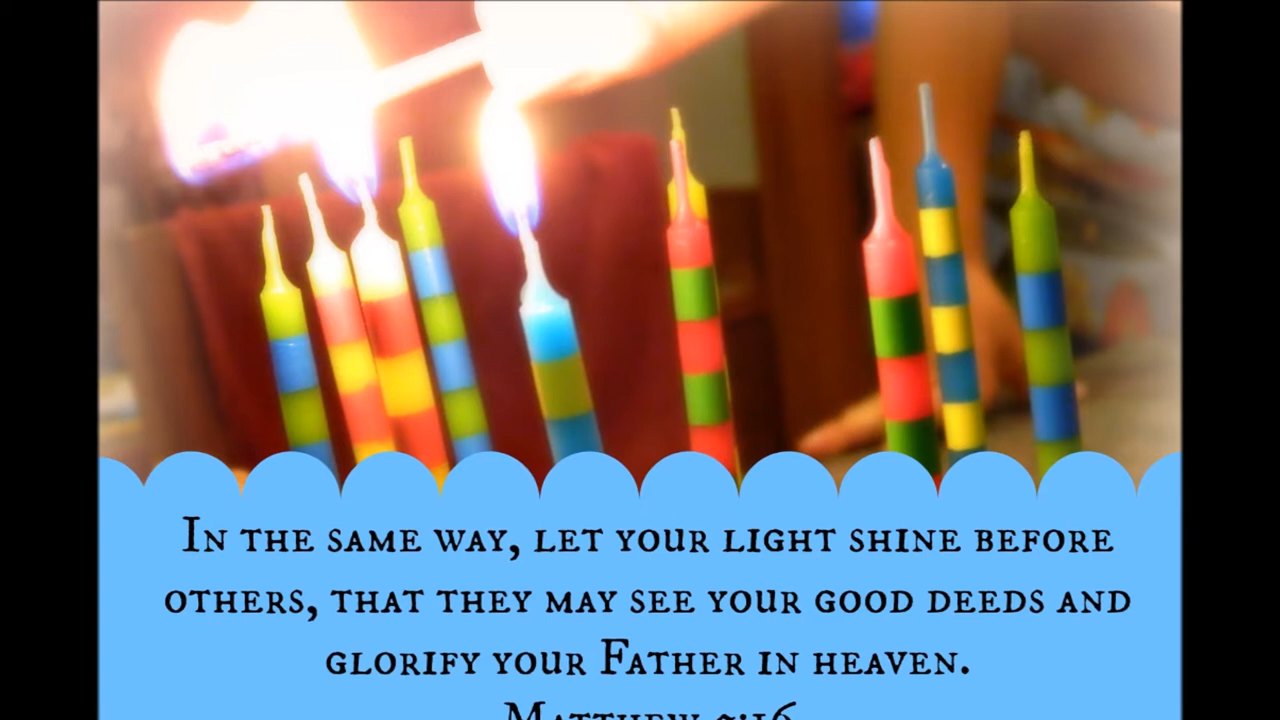 In the same way, let your light shine before
others, that they may see your good deeds and
glorify your Father in heaven.
Matthew